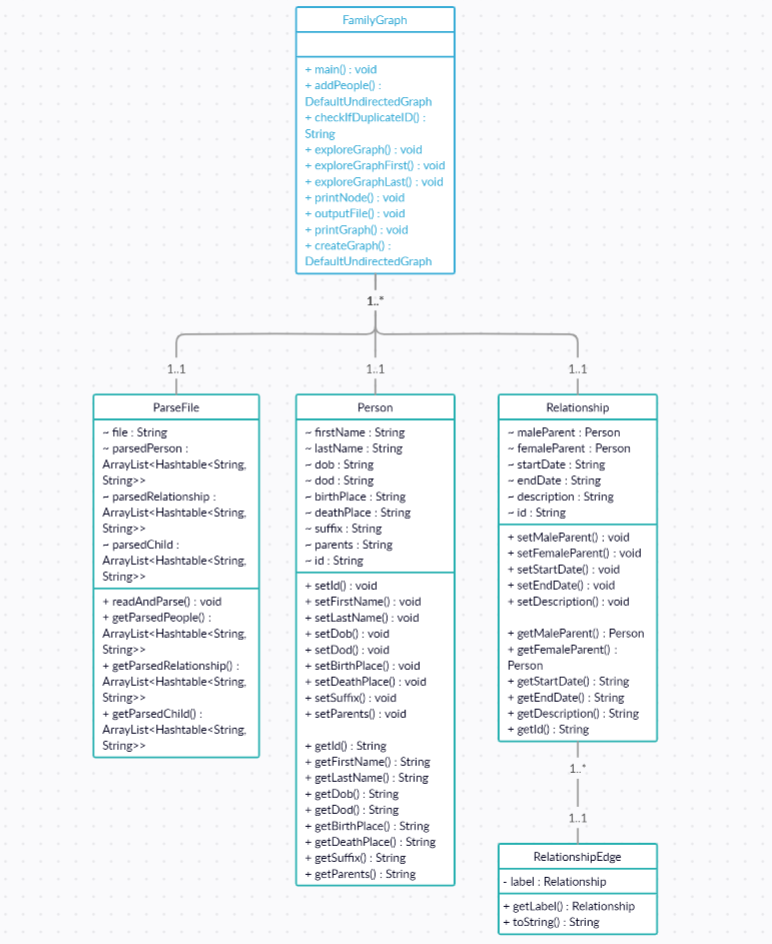 FamilyGraph
+ main() : void
+ addPeople() :
DefaultUndirectedGraph
+ checkIfDuplicateID() :
String
+ exploreGraph() : void
+ exploreGraphFirst() : void
+ exploreGraphLast() : void
+ printNode() : void
+ outputFile() : void
+ printGraph() : void
+ createGraph() :
DefaultUndirectedGraph
1..*
1..1
1..1
1..1
ParseFile
~ file : String
~ parsedPerson :
ArrayList<Hashtable<String,
String>>
~ parsedRelationship :
ArrayList<Hashtable<String,
String>>
~ parsedChild :
ArrayList<Hashtable<String,
String>>
+ readAndParse() : void
+ getParsedPeople() :
ArrayList<Hashtable<String,
String>>
+ getParsedRelationship() :
ArrayList<Hashtable<String,
String>>
+ getParsedChild() :
ArrayList<Hashtable<String,
String>>
Person
~ firstName : String
~ lastName : String
~ dob : String
~ dod : String
~ birthPlace : String
~ deathPlace : String
~ suffix : String
~ parents : String
~ id : String
+ setId() : void
+ setFirstName() : void
+ setLastName() : void
+ setDob() : void
+ setDod() : void
+ setBirthPlace() : void
+ setDeathPlace() : void
+ setSuffix() : void
+ setParents() : void
+ getId() : String
+ getFirstName() : String
+ getLastName() : String
+ getDob() : String
+ getDod() : String
+ getBirthPlace() : String
+ getDeathPlace() : String
+ getSuffix() : String
+ getParents() : String
Relationship
~ maleParent : Person
~ femaleParent : Person
~ startDate : String
~ endDate : String
~ description : String
~ id : String
+ setMaleParent() ; void
+ setFemaleParent() : void
+ setStartDate() : void
+ setEndDate() : void
+ setDescription() : void
+ getMaleParent() ; Person
+ getFemaleParent() :
Person
+ getStartDate() : String
+ getEndDate() : String
+ getDescription() : String
+ getId() : String
1..*
1..1
RelationshipEdge
- label : Relationship
+ getLabel() : Relationship
+ toString() : String